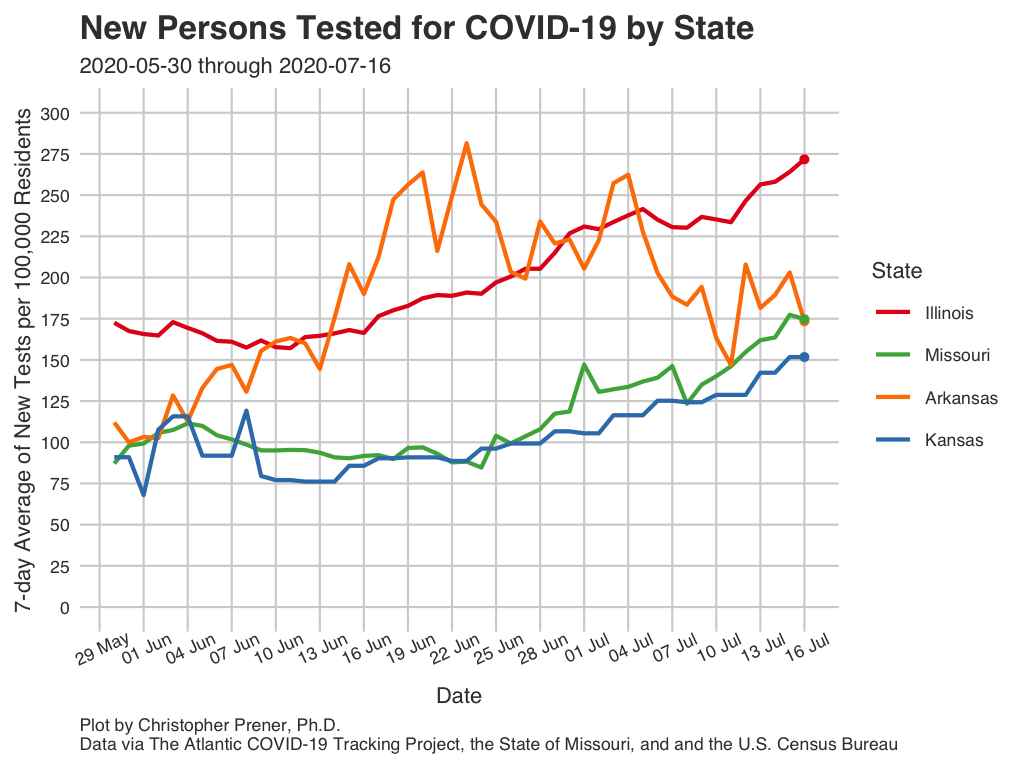 New Persons Tested for COVID-19 by State
2020-05-30 through 2020-07-16
7-day Average of New Tests per 100,000 Residents
300
275
250
225
200
175
150
125
100
75
50
25
0
29 May
01 Jun
04 Jun
07 Jun
10 Jun
13 Jun
16 Jun
19 Jun
22 Jun
25 Jun
28 Jun
01 Jul
04 Jul
07 Jul
10 Jul
13 Jul
16 Jul
Date
State
Illinois
Missouri
Arkansas
Kansas
Plot by Christopher Prener, Ph.D.
Data via The Atlantic COVID-19 Tracking Project, the State of Missouri, and and the U.S. Census Bureau